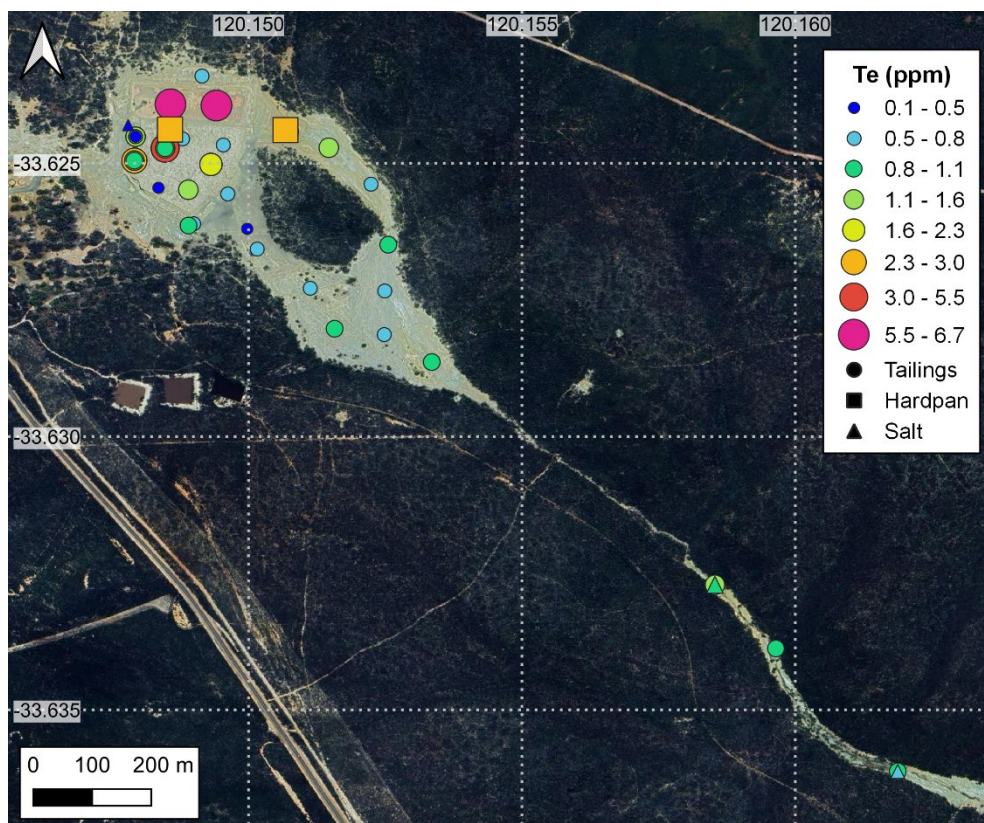 120.150
120.155
120.160
Te (ppm)
0.1 - 0.5
0.5 - 0.8
0.8 - 1.1
1.1 - 1.6
1.6 - 2.3
2.3 - 3.0
3.0 - 5.5
5.5 - 6.7
Tailings
Hardpan
Salt
-33.625
-33.630
-33.635
0 100 200 m